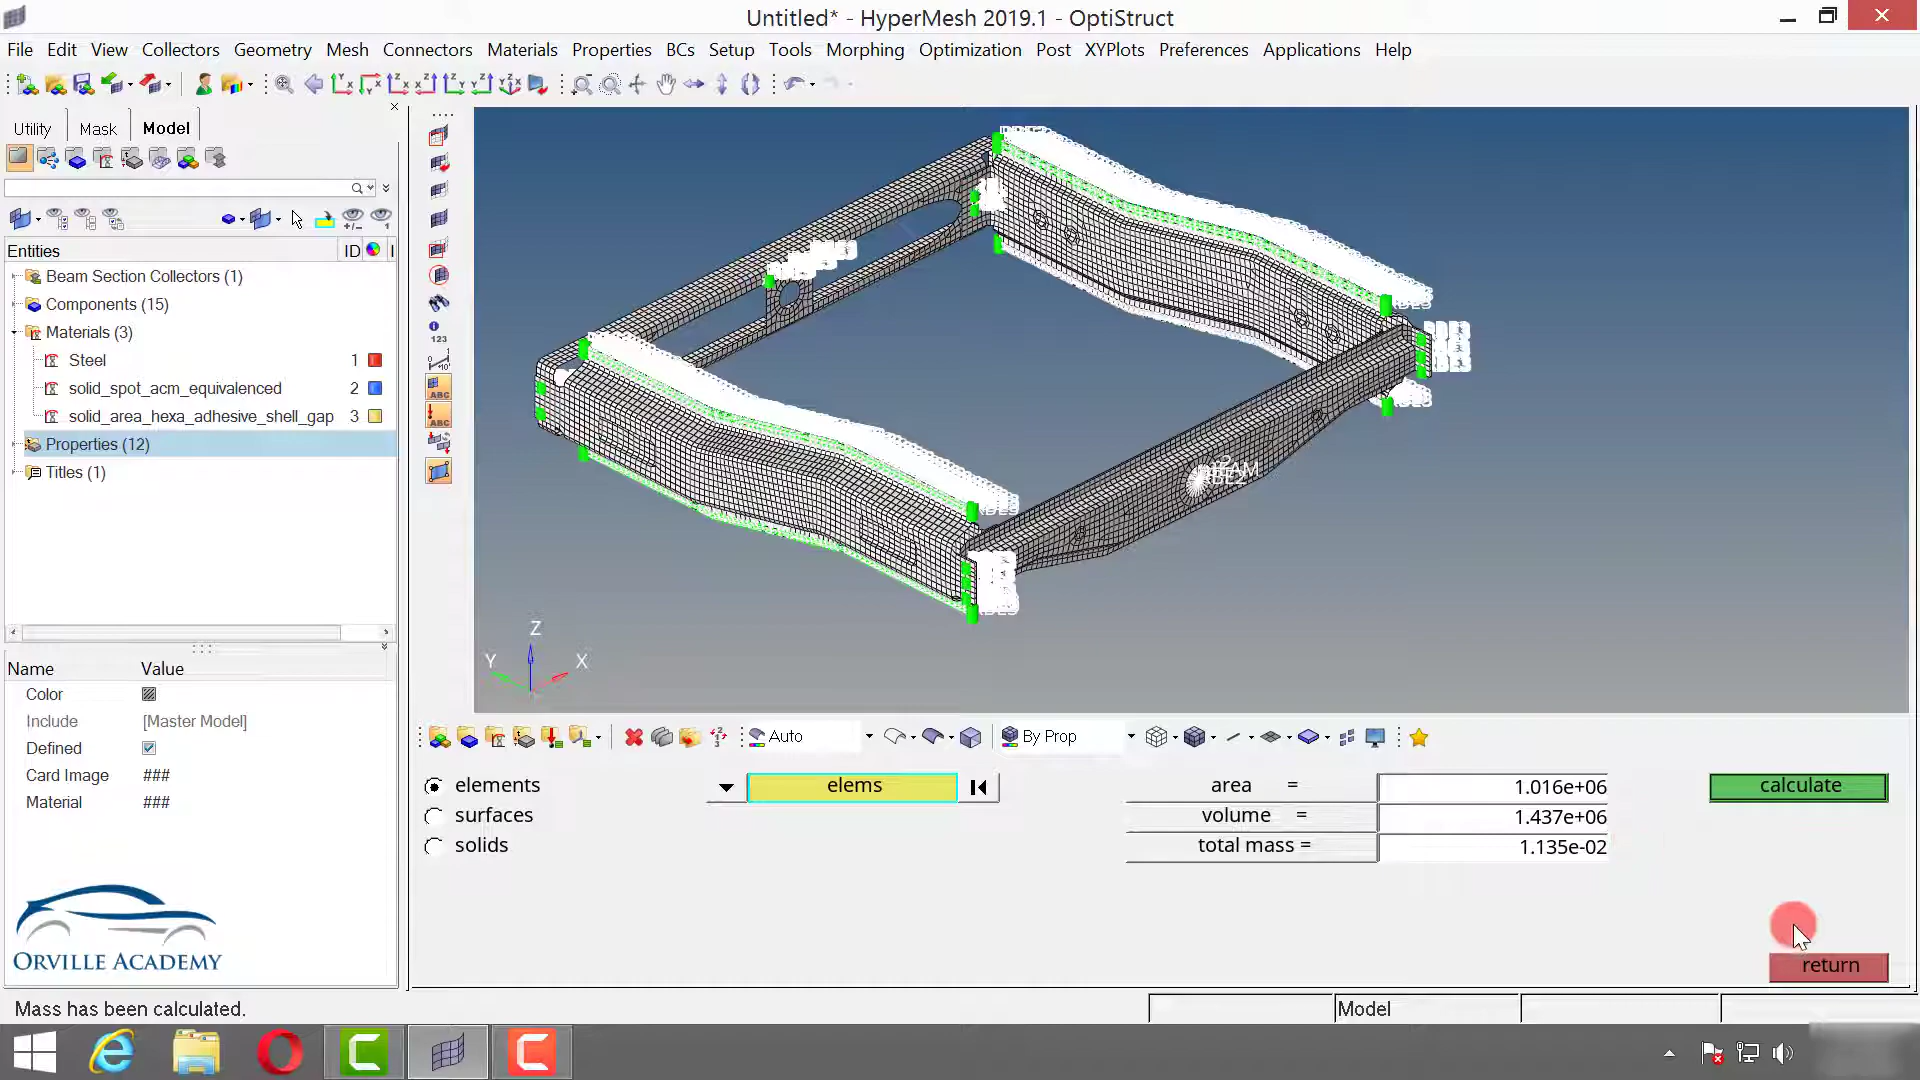 Untitled* - HyperMesh 2019.1 - OptiStruct
File Edit View Collectors Geometry Mesh Connectors Materials Properties BCs Setup Tools Morphing Optimization Post XYPlots Preferences Applications Help
Utility Mask Model
Entities ID
Beam Section Collectors (1)
Components (15)
Materials (3)
Steel 1
solid_spot_acm_equivalenced 2
solid_area_hexa_adhesive_shell_gap 3
Properties (12)
Titles (1)
123
ABC
ABC
Z
Y
X
Name Value
Color
Include [Master Model]
Defined
Card Image ###
Material ###
ORVILLE ACADEMY
Auto
By Prop
elements
surfaces
solids
elems
area = 1.016e+06
volume = 1.437e+06
total mass = 1.135e-02
calculate
return
Mass has been calculated.
Model